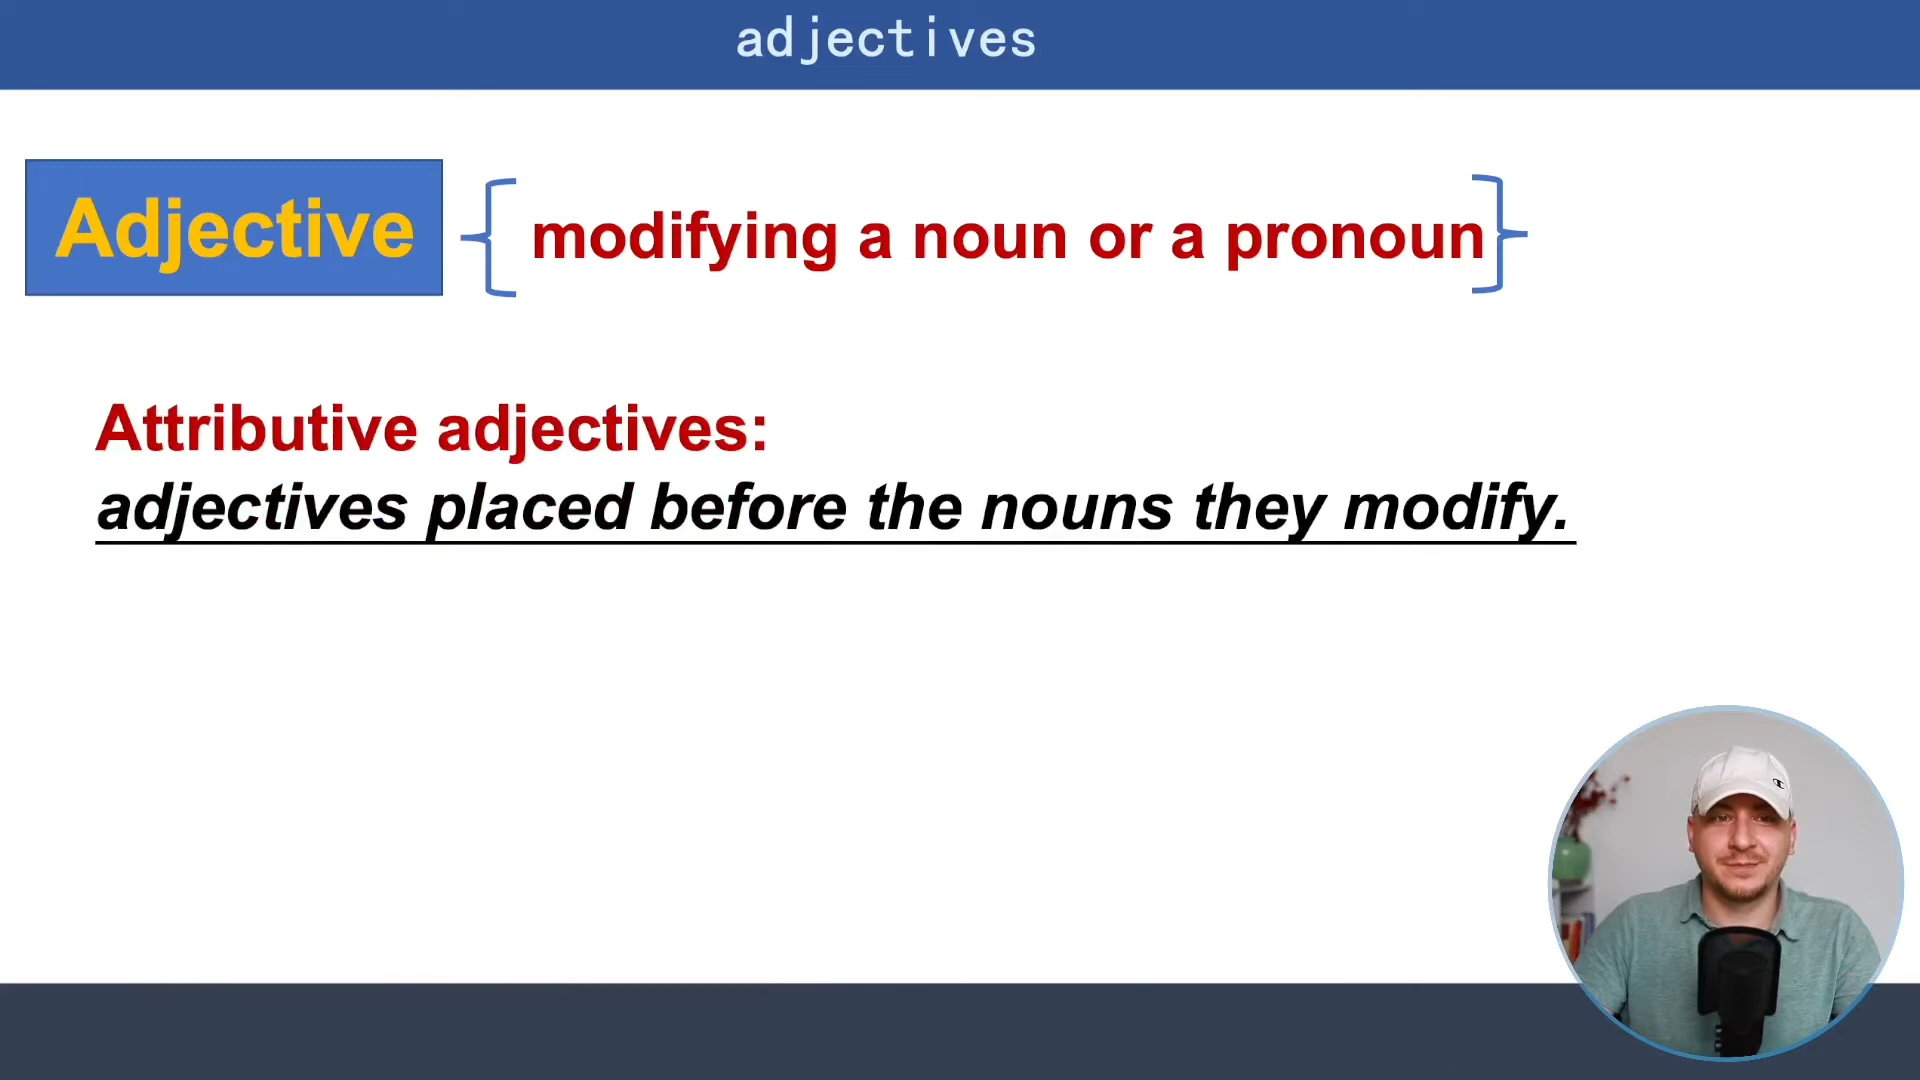 adjectives
Adjective
modifying a noun or a pronoun
Attributive adjectives:
adjectives placed before the nouns they modify.